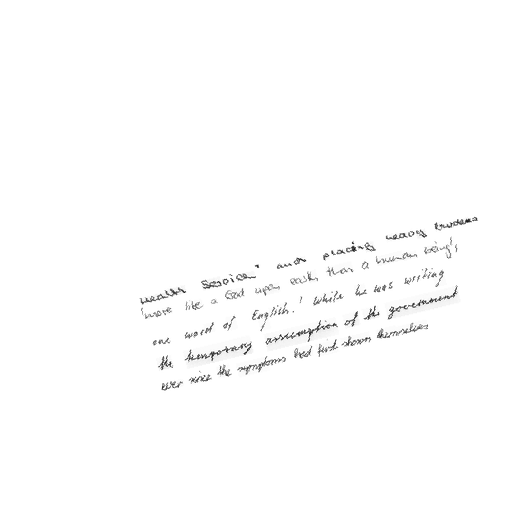 Health Service" and placing heavy burdens
'more like a God upon earth than a human being',
one word of English.' While he was writing
the temporary assumption of the government
ever since the symptoms had first shown themselves